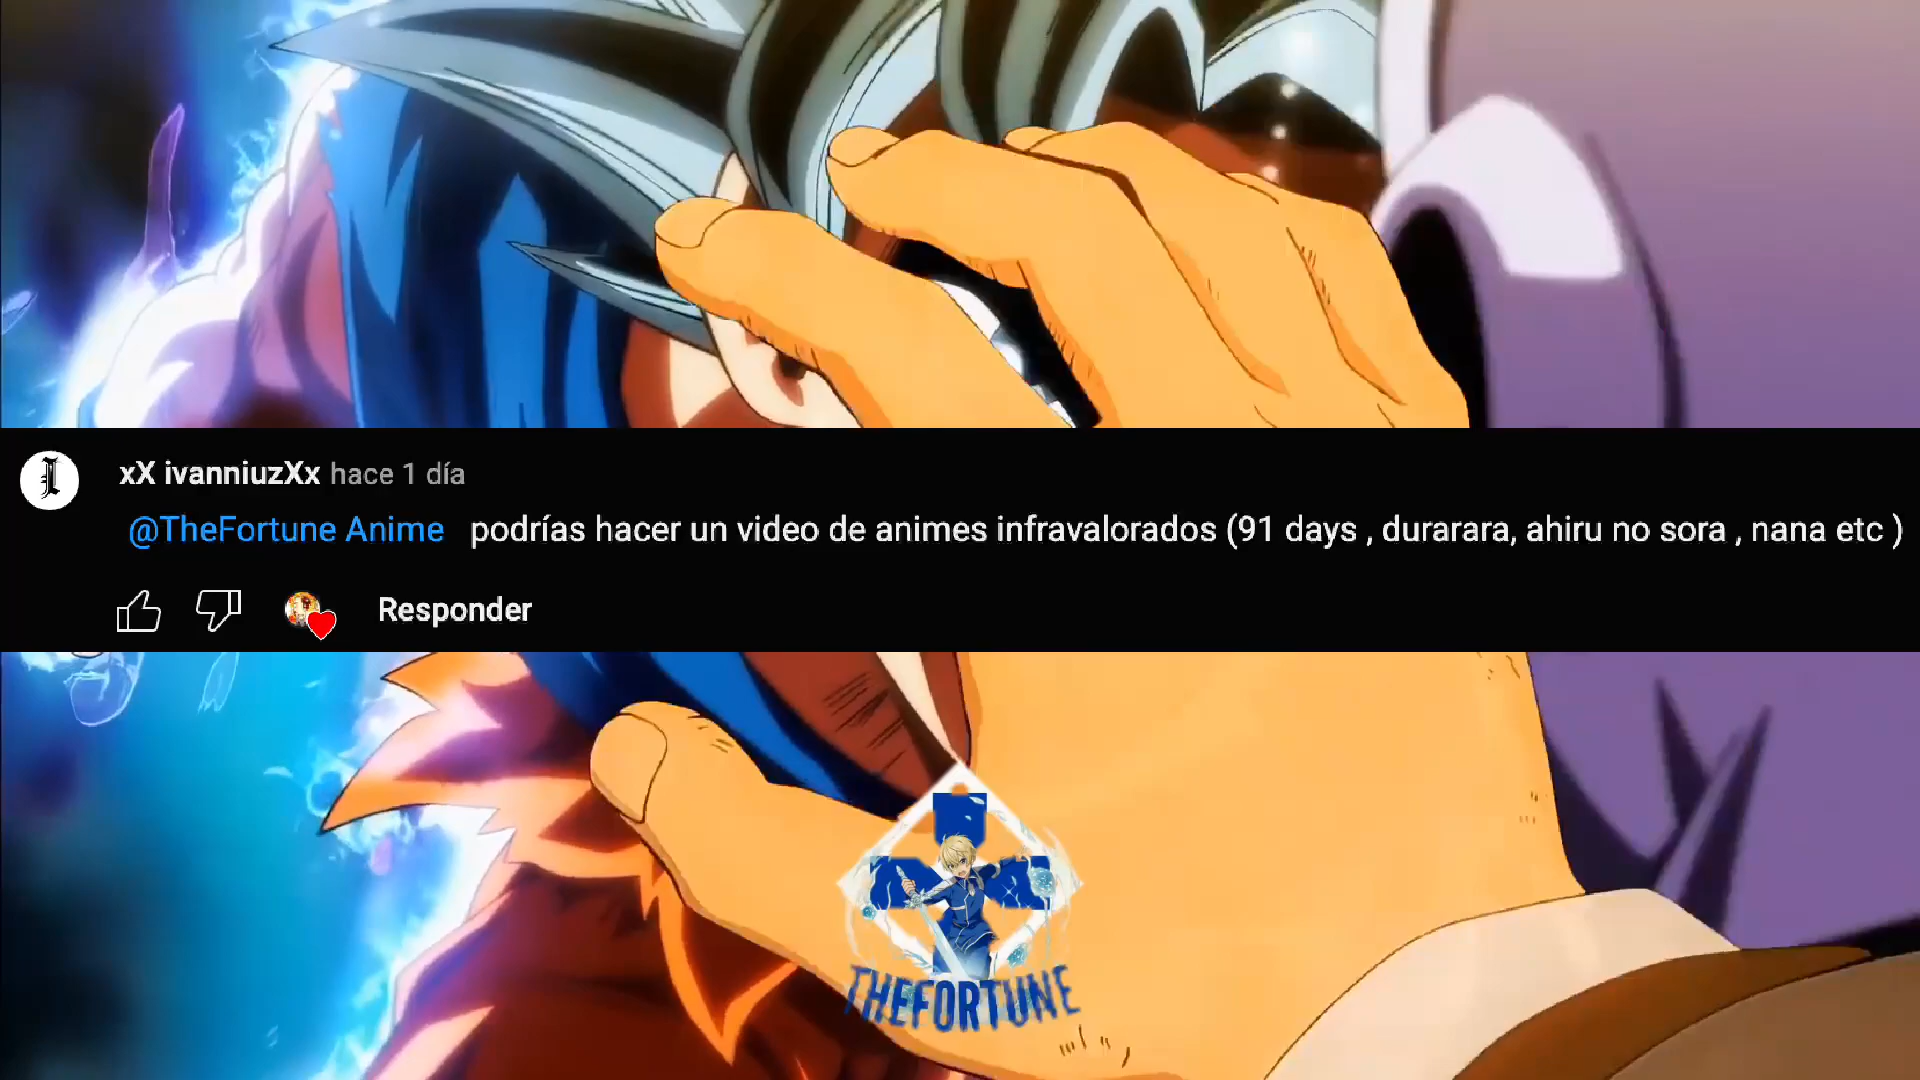 xX ivanniuzXx hace 1 día
@TheFortune Anime podrías hacer un video de animes infravalorados (91 days , durarara, ahiru no sora , nana etc )
Responder
THEFORTUNE